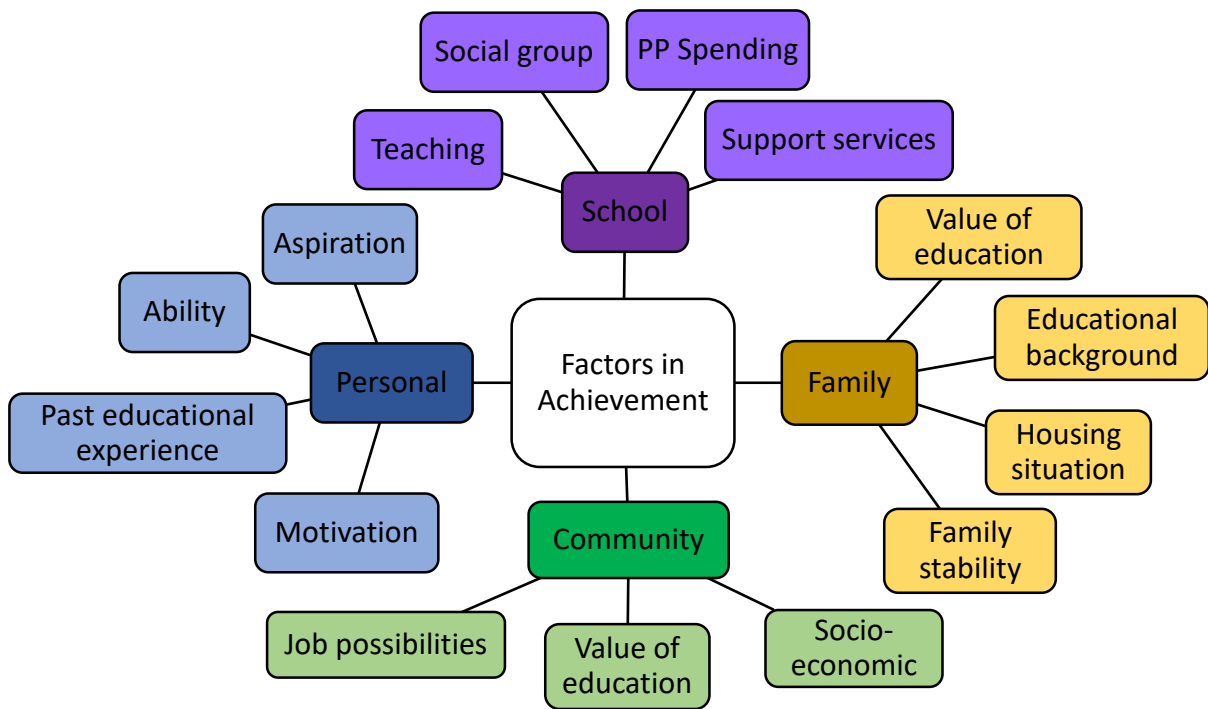 Social group
PP Spending
Teaching
Support services
School
Aspiration
Ability
Personal
Past educational
experience
Motivation
Factors in
Achievement
Value of
education
Educational
background
Family
Housing
situation
Family
stability
Community
Job possibilities
Value of
education
Socio-
economic